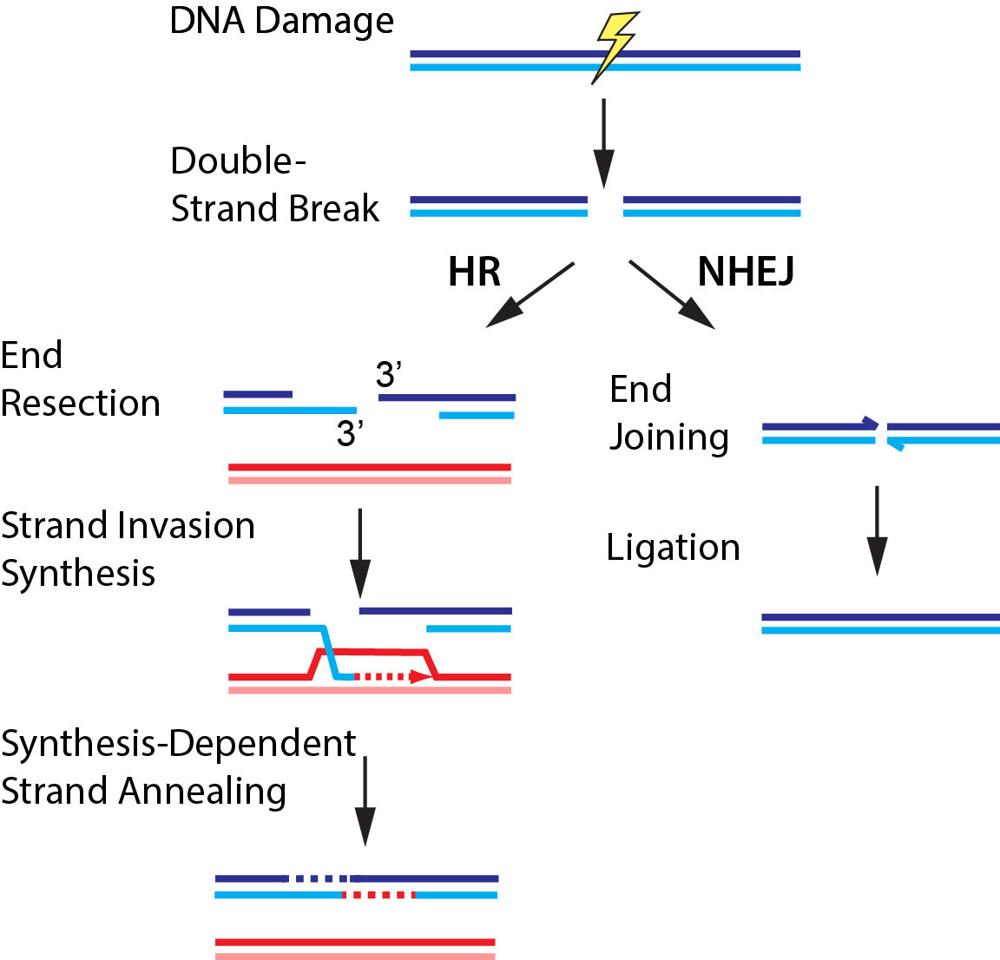 DNA Damage
Double-
Strand Break
HR
NHEJ
End
Resection
3’
3’
End
Joining
Strand Invasion
Synthesis
Ligation
Synthesis-Dependent
Strand Annealing